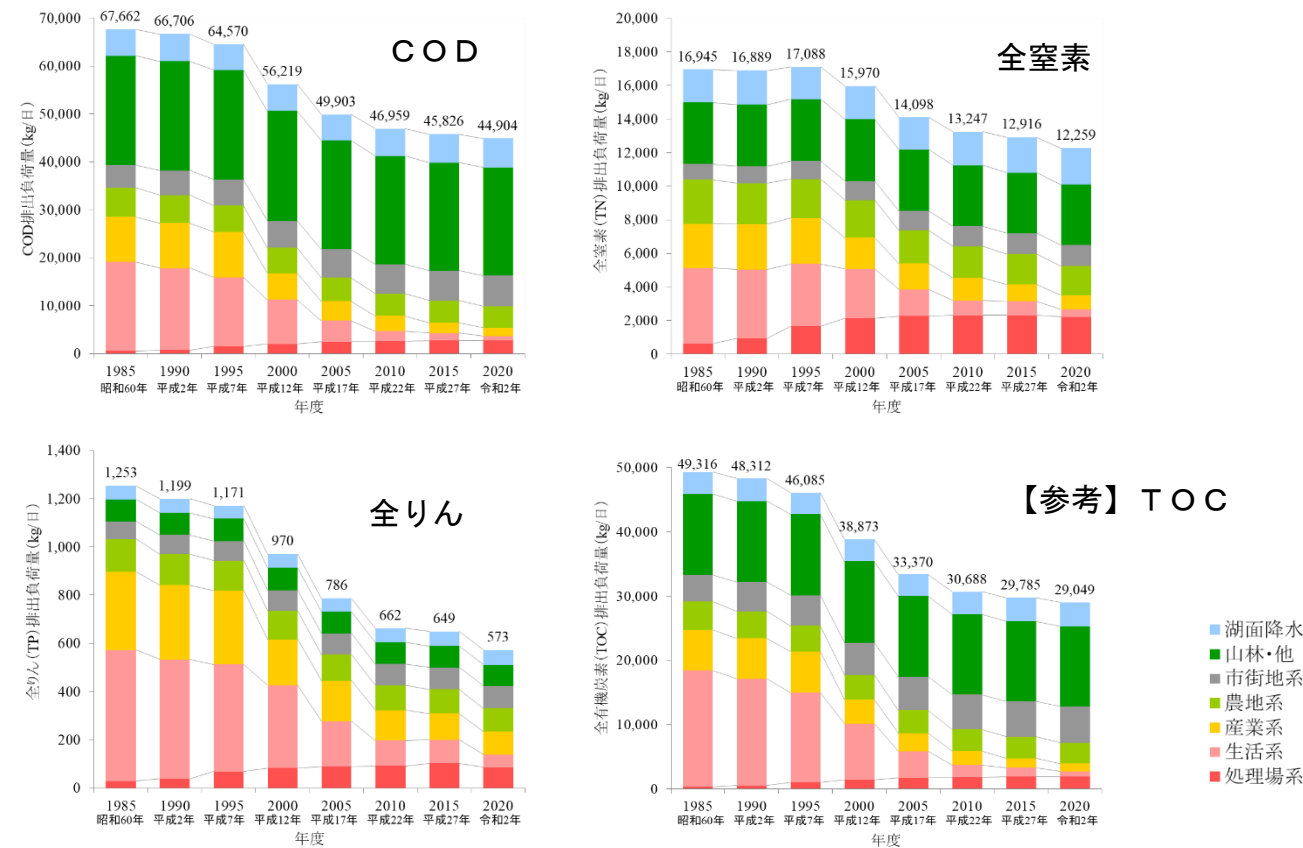 ＣＯＤ
COD排出負荷量(kg/日)
70,000
60,000
50,000
40,000
30,000
20,000
10,000
0
67,662
66,706
64,570
56,219
49,903
46,959
45,826
44,904
1985 1990 1995 2000 2005 2010 2015 2020
昭和60年 平成2年 平成7年 平成12年 平成17年 平成22年 平成27年 令和2年
年度
全窒素
全窒素(TN)排出負荷量(kg/日)
20,000
18,000
16,000
14,000
12,000
10,000
8,000
6,000
4,000
2,000
0
16,945
16,889
17,088
15,970
14,098
13,247
12,916
12,259
1985 1990 1995 2000 2005 2010 2015 2020
昭和60年 平成2年 平成7年 平成12年 平成17年 平成22年 平成27年 令和2年
年度
全りん
全りん(TP)排出負荷量(kg/日)
1,400
1,200
1,000
800
600
400
200
0
1,253
1,199
1,171
970
786
662
649
573
1985 1990 1995 2000 2005 2010 2015 2020
昭和60年 平成2年 平成7年 平成12年 平成17年 平成22年 平成27年 令和2年
年度
【参考】ＴＯＣ
全有機炭素(TOC)排出負荷量(kg/日)
50,000
40,000
30,000
20,000
10,000
0
49,316
48,312
46,085
38,873
33,370
30,688
29,785
29,049
1985 1990 1995 2000 2005 2010 2015 2020
昭和60年 平成2年 平成7年 平成12年 平成17年 平成22年 平成27年 令和2年
年度
湖面降水
山林・他
市街地系
農地系
産業系
生活系
処理場系